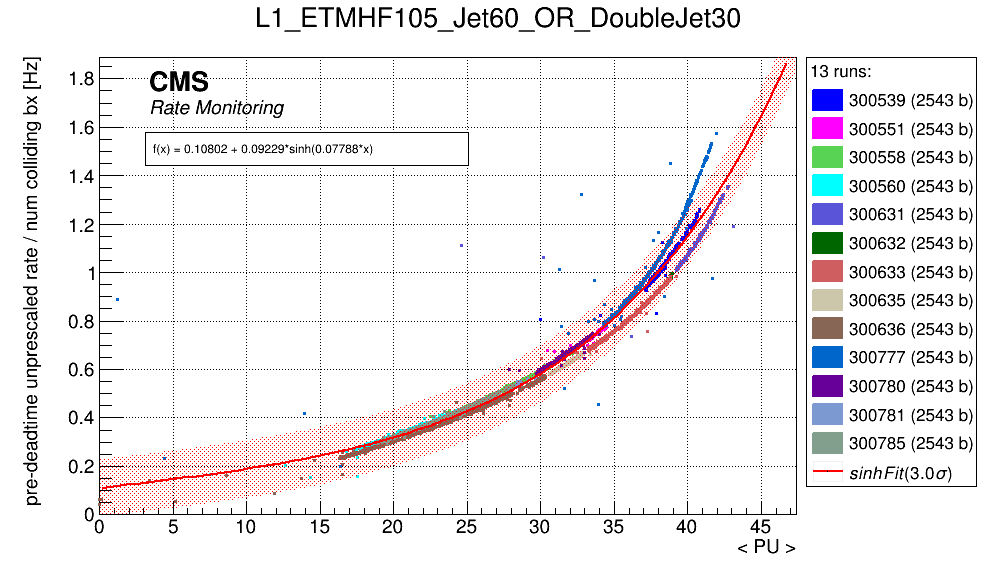 L1_ETMHF105_Jet60_OR_DoubleJet30
pre-deadtime unprescaled rate / num colliding bx [Hz]
CMS
Rate Monitoring
f(x) = 0.10802 + 0.09229*sinh(0.07788*x)
1.8
1.6
1.4
1.2
1
0.8
0.6
0.4
0.2
0
0 5 10 15 20 25 30 35 40 45
< PU >
13 runs:
300539 (2543 b)
300551 (2543 b)
300558 (2543 b)
300560 (2543 b)
300631 (2543 b)
300632 (2543 b)
300633 (2543 b)
300635 (2543 b)
300636 (2543 b)
300777 (2543 b)
300780 (2543 b)
300781 (2543 b)
300785 (2543 b)
sinhFit(3.0σ)